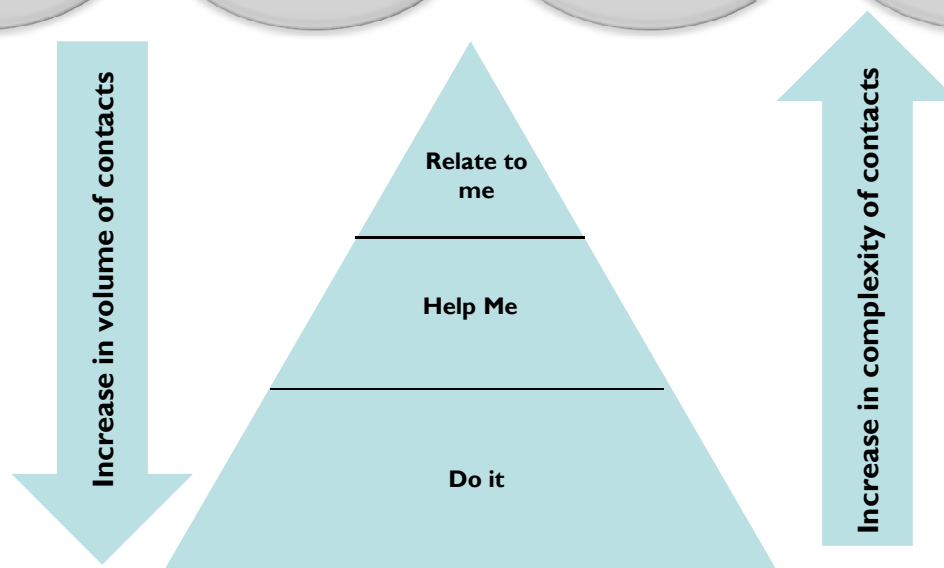 Increase in volume of contacts
Relate to
me
Help Me
Do it
Increase in complexity of contacts